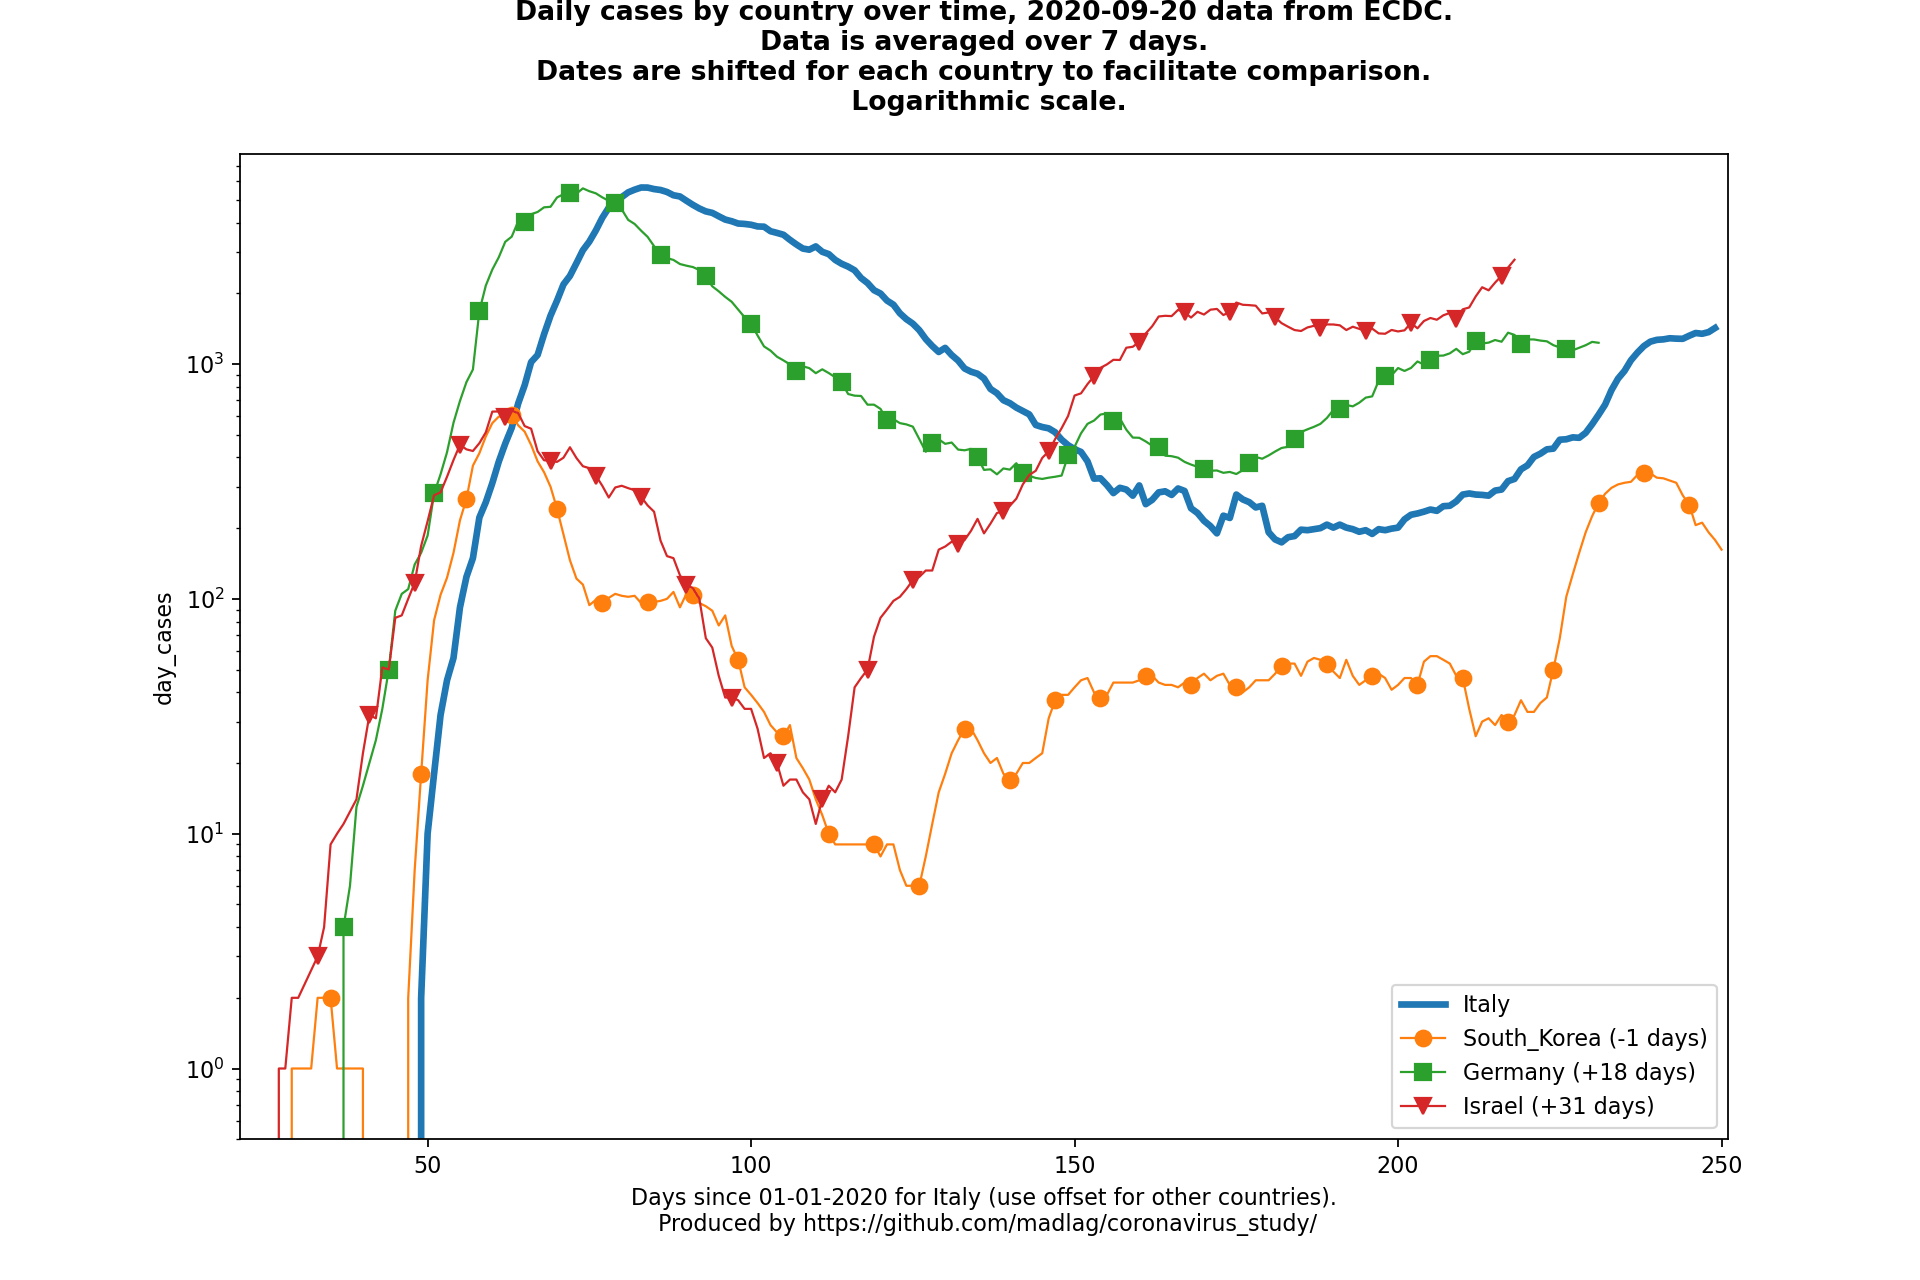 Daily cases by country over time, 2020-09-20 data from ECDC.
Data is averaged over 7 days.
Dates are shifted for each country to facilitate comparison.
Logarithmic scale.
day_cases
10³
10²
10¹
10⁰
50
100
150
200
250
Italy
South_Korea (-1 days)
Germany (+18 days)
Israel (+31 days)
Days since 01-01-2020 for Italy (use offset for other countries).
Produced by https://github.com/madlag/coronavirus_study/